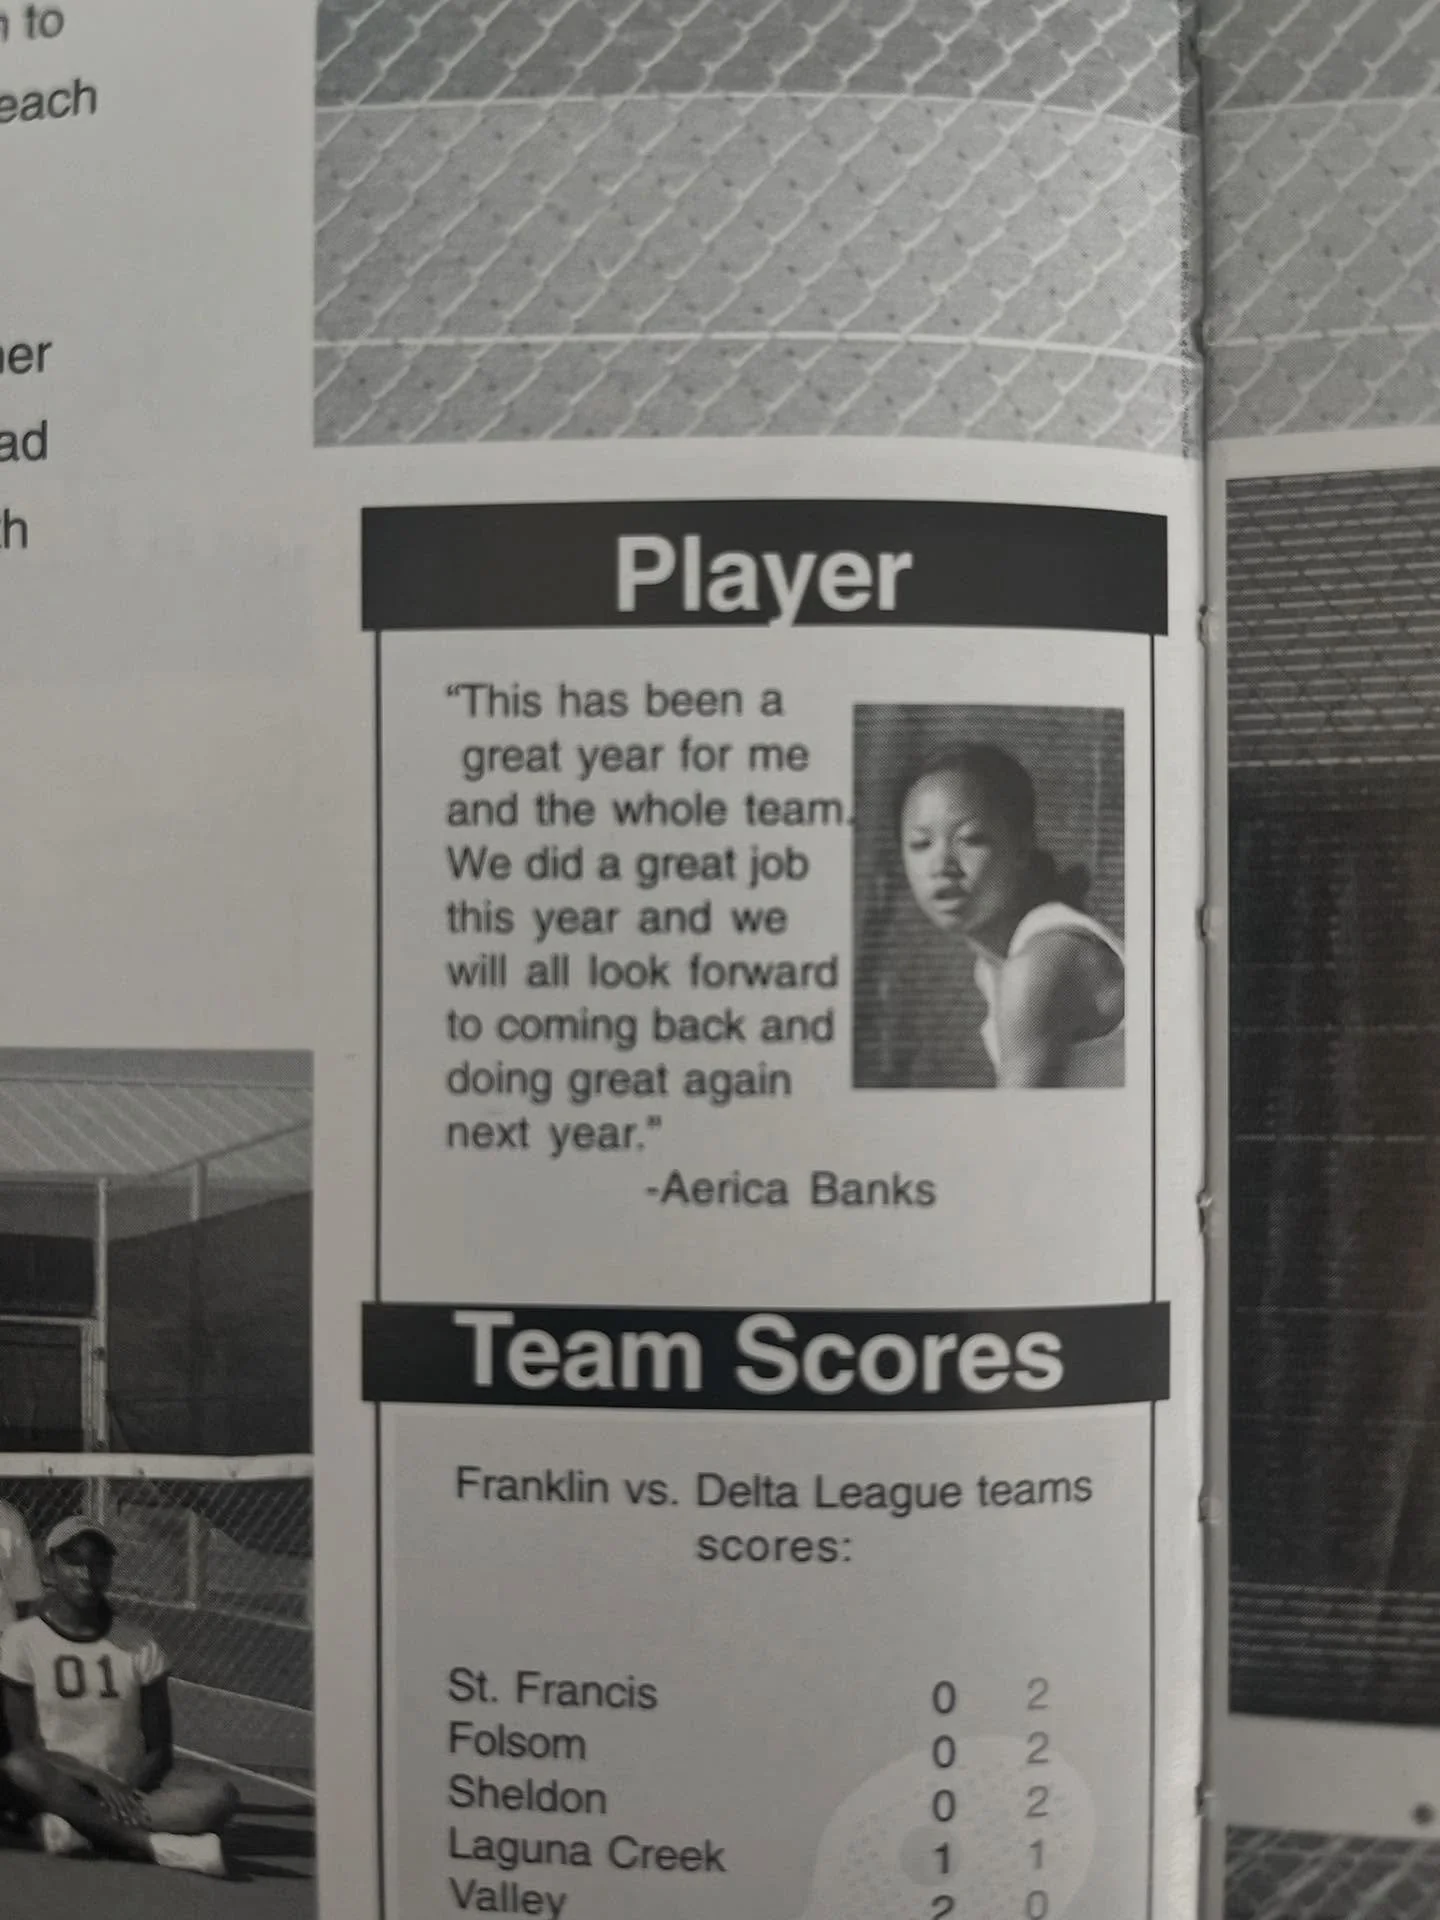 to
each
ad
Player
“This has been a
great year for me
and the whole team.
We did a great job
this year and we
will all look forward
to coming back and
doing great again
next year.”
-Aerica Banks
Team Scores
Franklin vs. Delta League teams
scores:
St. Francis 0 2
Folsom 0 2
Sheldon 0 2
Laguna Creek 1 1
Valley 2 0
01